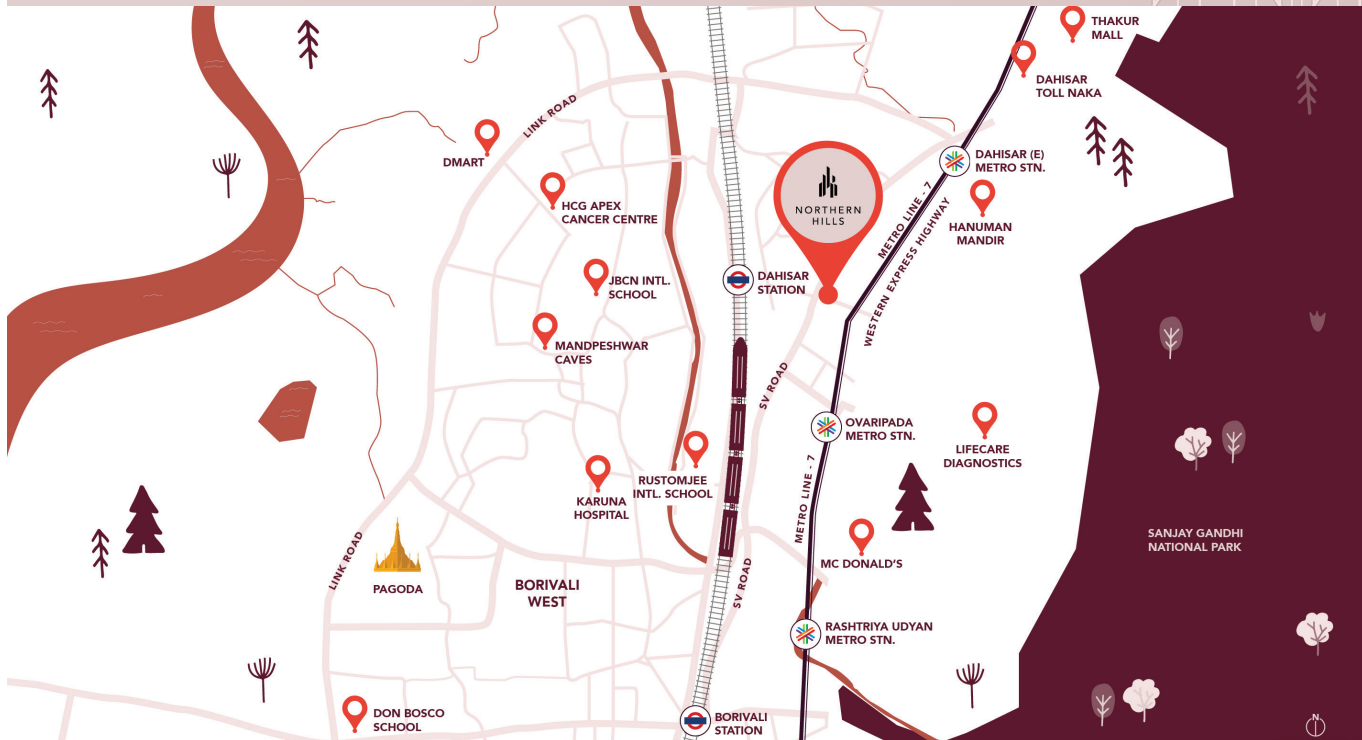 THAKUR
MALL
DAHISAR
TOLL NAKA
LINK ROAD
DMART
DAHISAR (E)
METRO STN.
HCG APEX
CANCER CENTRE
NORTHERN
HILLS
METRO LINE - 7
WESTERN EXPRESS HIGHWAY
HANUMAN
MANDIR
JBCN INTL.
SCHOOL
DAHISAR
STATION
MANDPESHWAR
CAVES
SV ROAD
OVARIPADA
METRO STN.
LIFECARE
DIAGNOSTICS
RUSTOMJEE
INTL. SCHOOL
KARUNA
HOSPITAL
METRO LINE - 7
SANJAY GANDHI
NATIONAL PARK
LINK ROAD
PAGODA
BORIVALI
WEST
SV ROAD
MC DONALD'S
RASHTRIYA UDYAN
METRO STN.
DON BOSCO
SCHOOL
BORIVALI
STATION
N